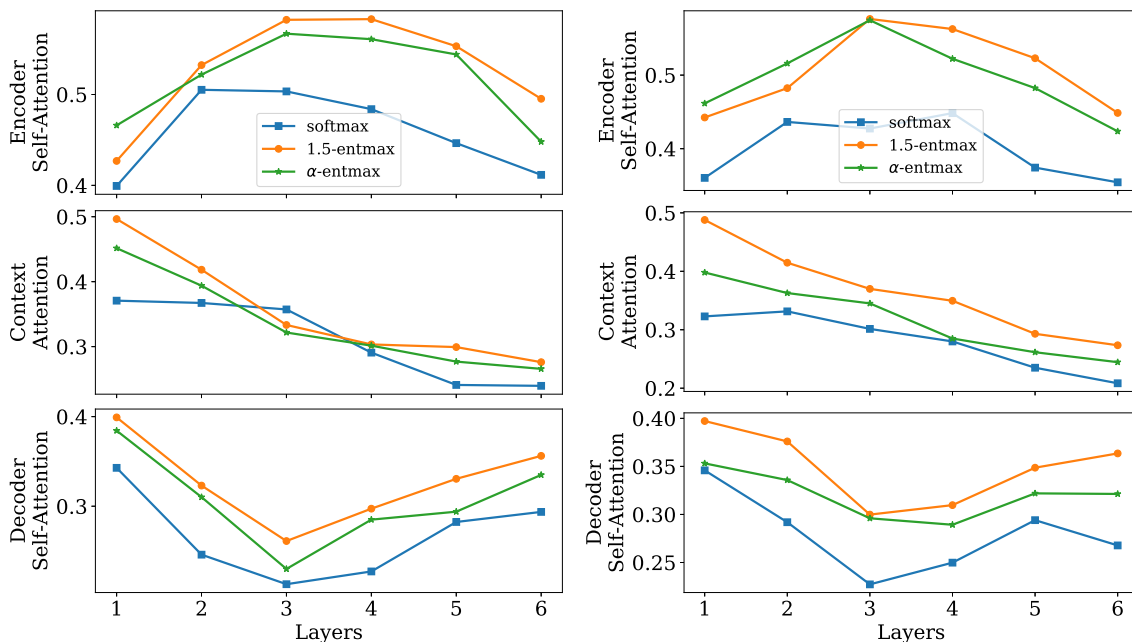 Encoder
Self-Attention
0.5
0.4
softmax
1.5-entmax
α-entmax
Context
Attention
0.5
0.4
0.3
Decoder
Self-Attention
0.4
0.3
1 2 3 4 5 6
Layers
Encoder
Self-Attention
0.5
0.4
softmax
1.5-entmax
α-entmax
Context
Attention
0.5
0.4
0.3
0.2
Decoder
Self-Attention
0.40
0.35
0.30
0.25
1 2 3 4 5 6
Layers